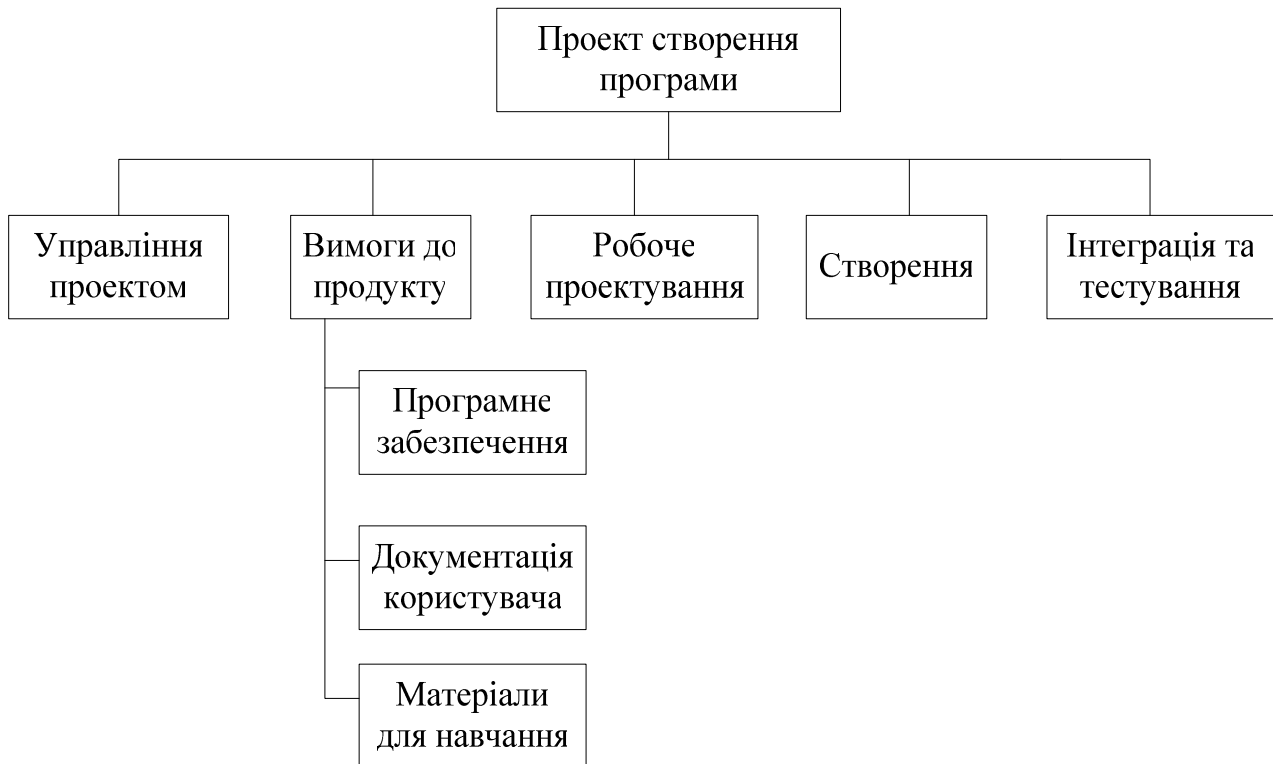 Проект створення
програми
Управління
проектом
Вимоги до
продукту
Робоче
проектування
Створення
Інтеграція та
тестування
Програмне
забезпечення
Документація
користувача
Матеріали
для навчання